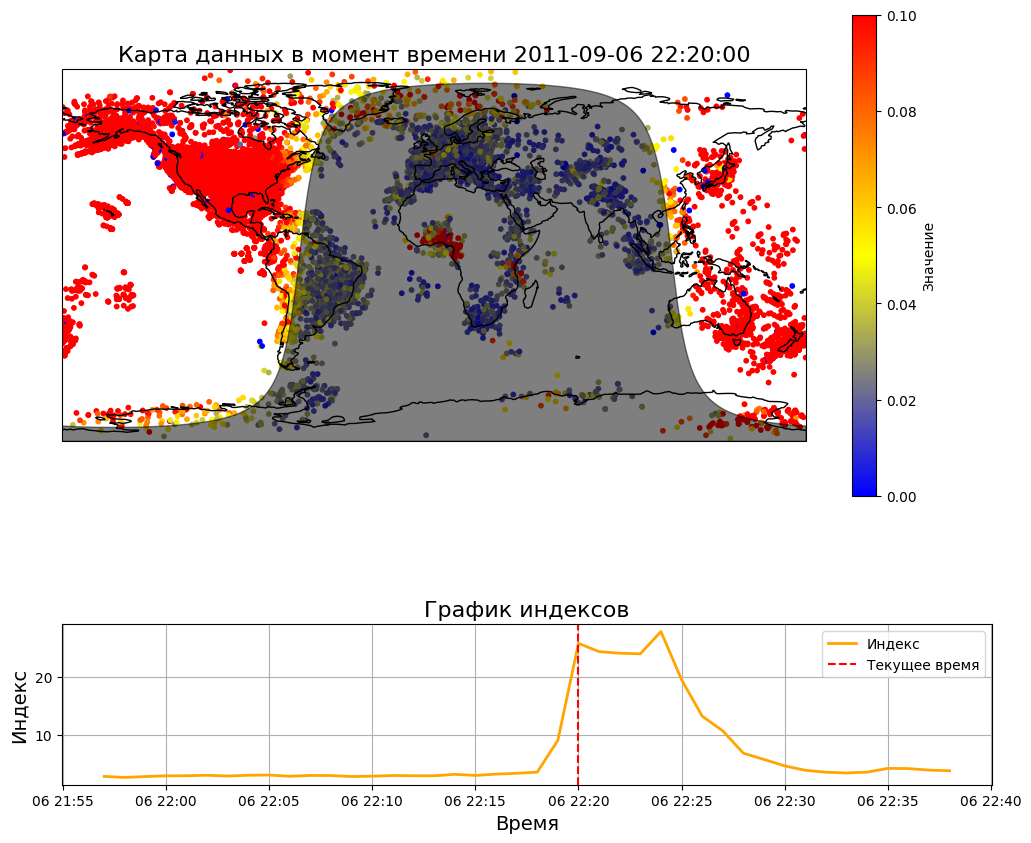 Карта данных в момент времени 2011-09-06 22:20:00
0.10
0.08
0.06
0.04
0.02
0.00
Значение
График индексов
Индекс
20
10
Индекс
Текущее время
06 21:55 06 22:00 06 22:05 06 22:10 06 22:15 06 22:20 06 22:25 06 22:30 06 22:35 06 22:40
Время